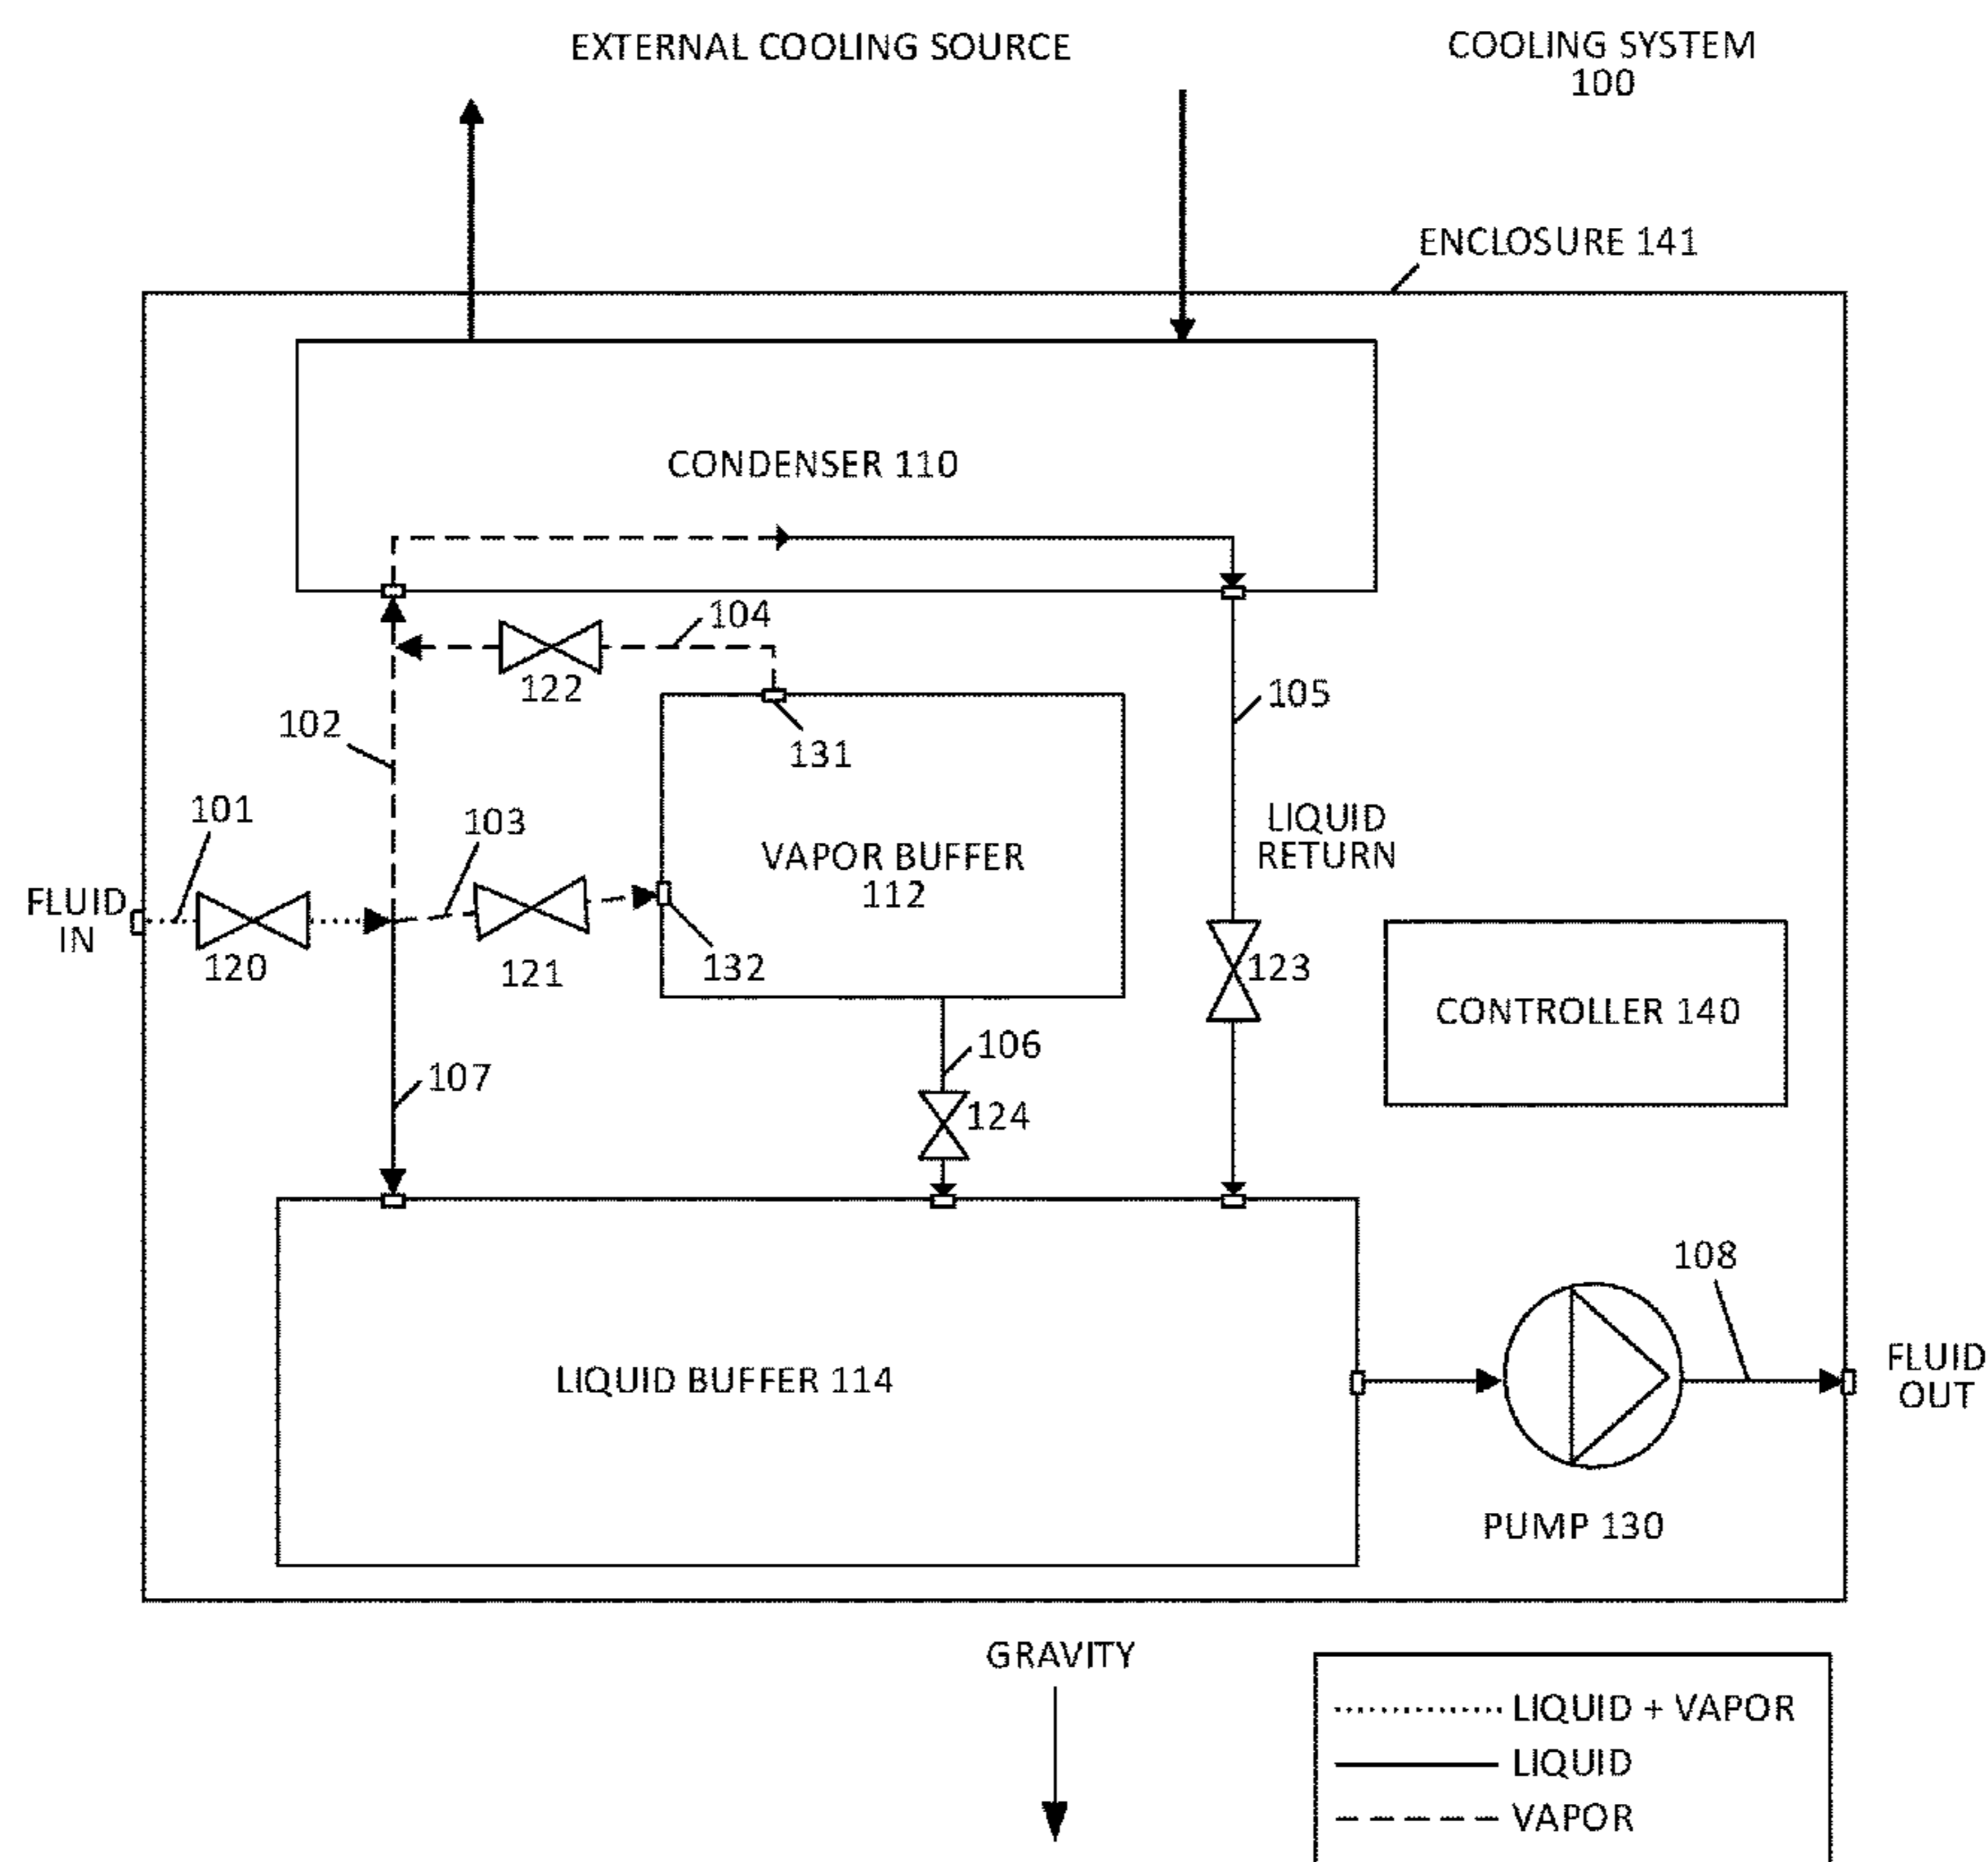 EXTERNAL COOLING SOURCE
COOLING SYSTEM
100
ENCLOSURE 141
CONDENSER 110
104
122
102
131
105
101
103
VAPOR BUFFER
112
LIQUID
RETURN
FLUID
IN
120
121
132
123
CONTROLLER 140
107
106
124
108
LIQUID BUFFER 114
FLUID
OUT
PUMP 130
GRAVITY
LIQUID + VAPOR
LIQUID
VAPOR